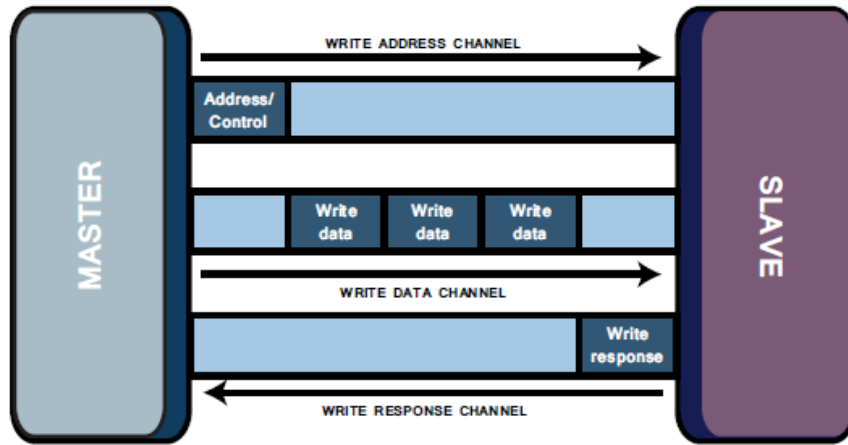 WRITE ADDRESS CHANNEL
Address/
Control
MASTER
SLAVE
Write
data
Write
data
Write
data
WRITE DATA CHANNEL
Write
response
WRITE RESPONSE CHANNEL